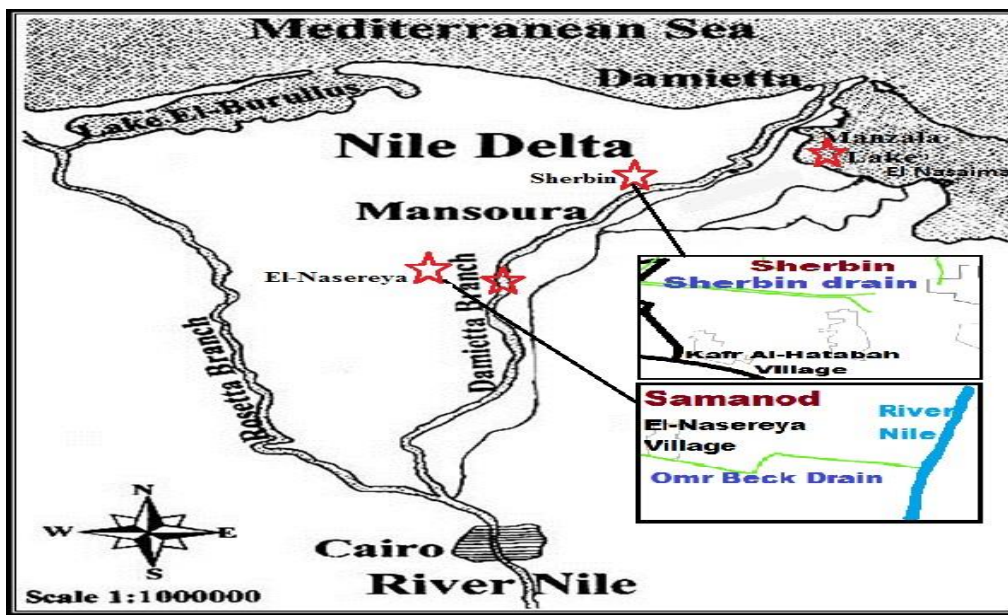 Mediterranean Sea
Damietta
Lake El-Burullus
Manzala
Lake
El Nasaima
Nile Delta
Sherbin
Mansoura
El-Nasereya
Damietta Branch
Rosetta Branch
Sherbin
Sherbin drain
Kafr Al-Hatabah
Village
Samanod
El-Nasereya
Village
River
Nile
Omr Beck Drain
N
W
E
S
Cairo
River Nile
Scale 1:1000000